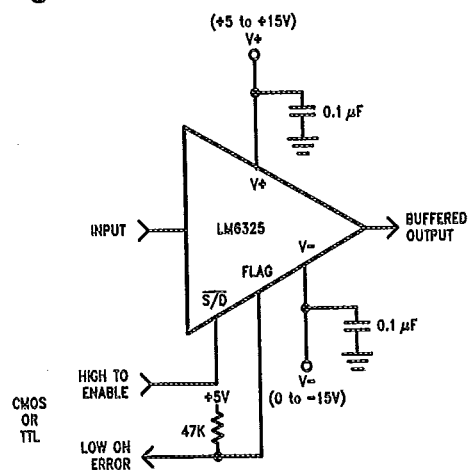 (+5 to +15V)
V+
0.1 μF
V+
INPUT
LM6325
V-
BUFFERED
OUTPUT
FLAG
S/D
0.1 μF
HIGH TO
ENABLE
+5V
V-
(0 to -15V)
CMOS
OR
TTL
47K
LOW ON
ERROR